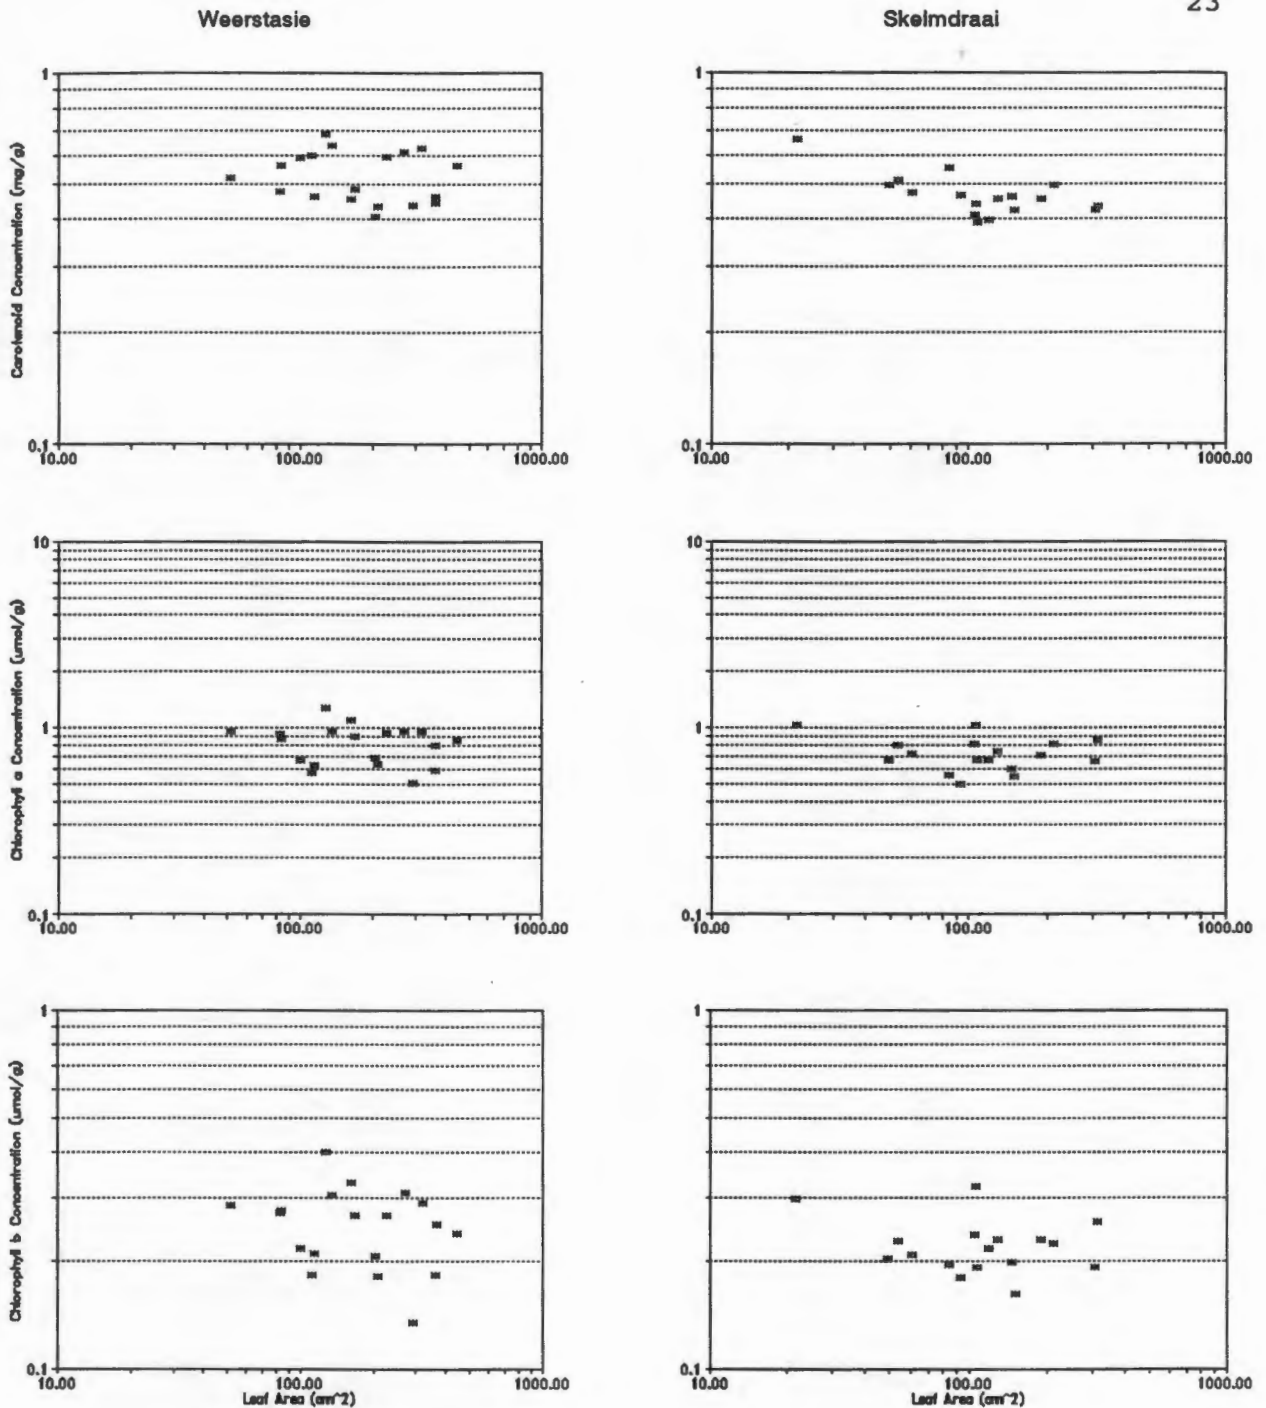 23
Weerstasie
Skelmdraai
Carotenoid Concentration (mg/g)
1
0.1
10.00 100.00 1000.00
1
0.1
10.00 100.00 1000.00
Chlorophyll a Concentration (umol/g)
10
1
0.1
10.00 100.00 1000.00
10
1
0.1
10.00 100.00 1000.00
Chlorophyll b Concentration (umol/g)
1
0.1
10.00 100.00 1000.00
Leaf Area (cm^2)
1
0.1
10.00 100.00 1000.00
Leaf Area (cm^2)